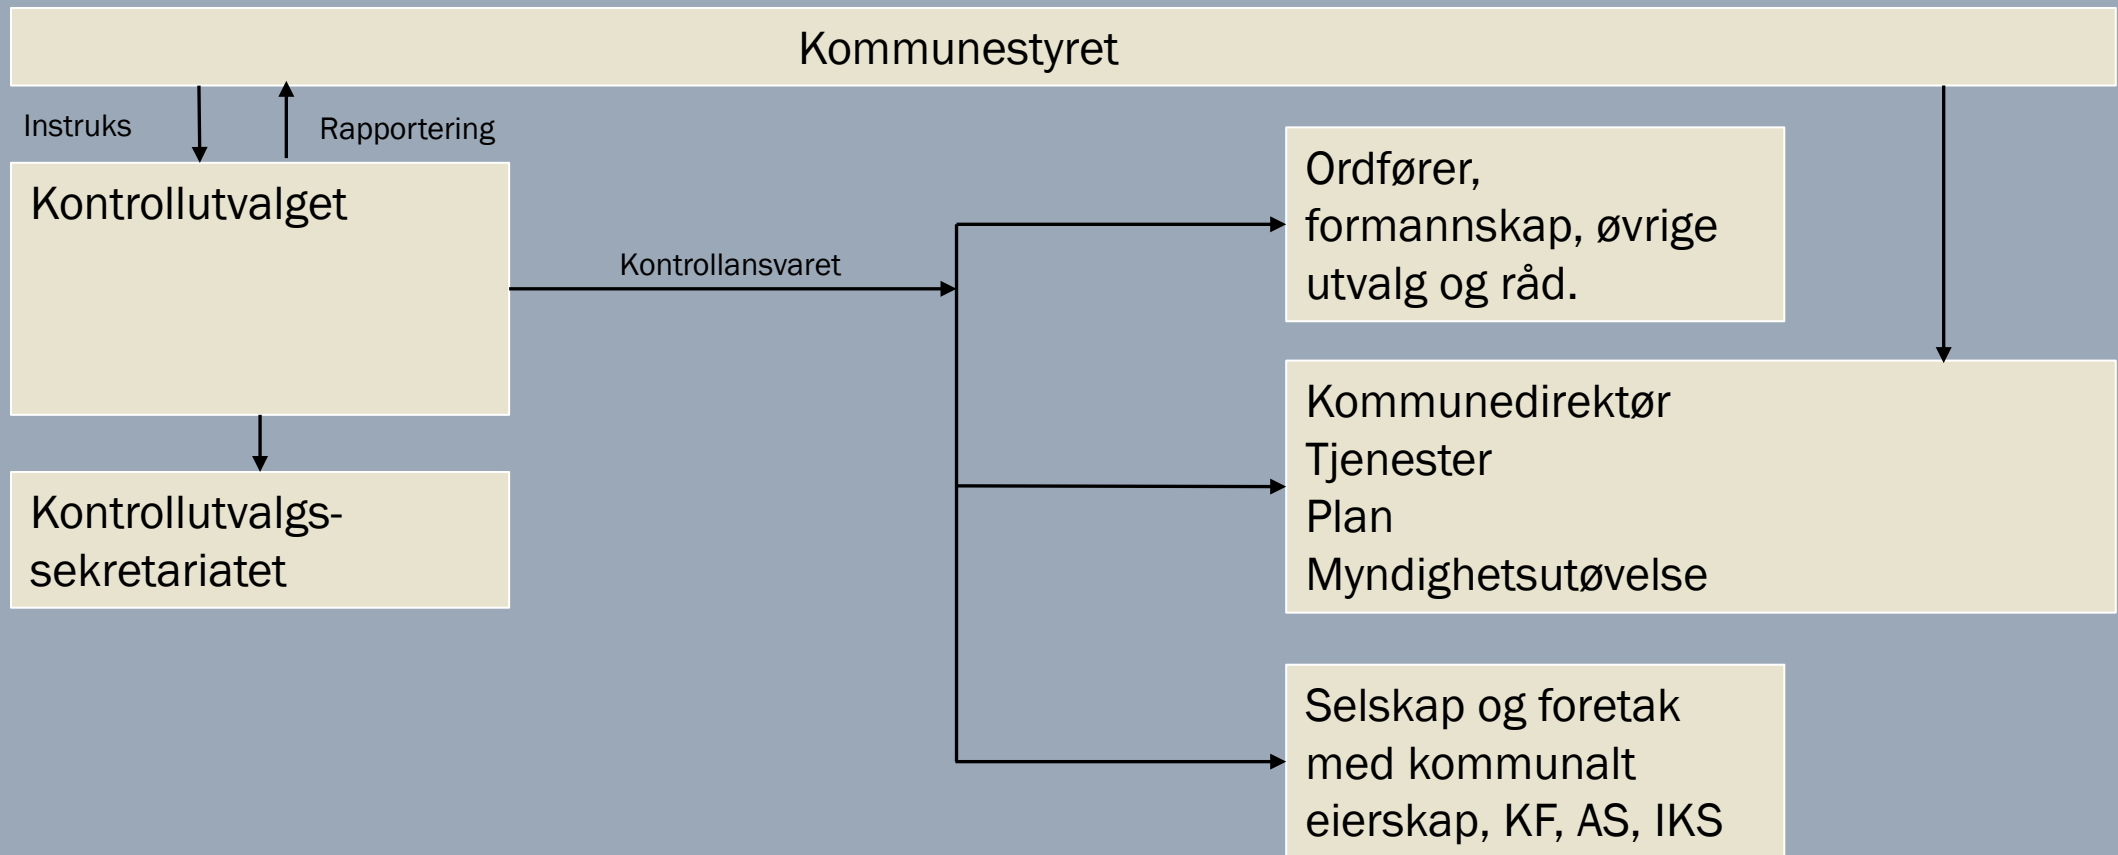 Kommunestyret
Instruks
Rapportering
Kontrollutvalget
Kontrollansvaret
Ordfører,
formannskap, øvrige
utvalg og råd.
Kommunedirektør
Tjenester
Plan
Myndighetsutøvelse
Kontrollutvalgs-
sekretariatet
Selskap og foretak
med kommunalt
eierskap, KF, AS, IKS